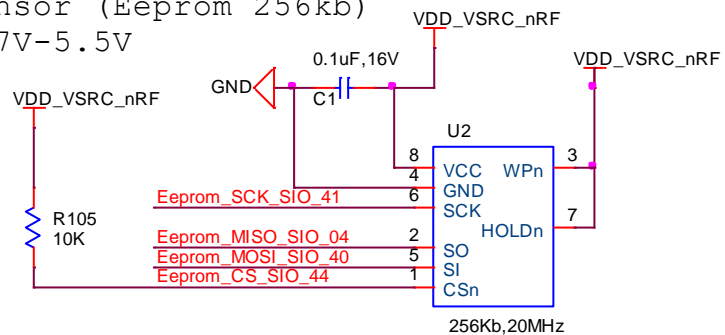 nsor (Eeprom 256kb)
7V-5.5V
VDD_VSRC_nRF
0.1uF,16V
VDD_VSRC_nRF
GND
C1
VDD_VSRC_nRF
U2
8
VCC
WPn
3
4
GND
Eeprom_SCK_SIO_41
6
SCK
R105
10K
HOLDn
7
Eeprom_MISO_SIO_04
2
SO
Eeprom_MOSI_SIO_40
5
SI
Eeprom_CS_SIO_44
1
CSn
256Kb,20MHz